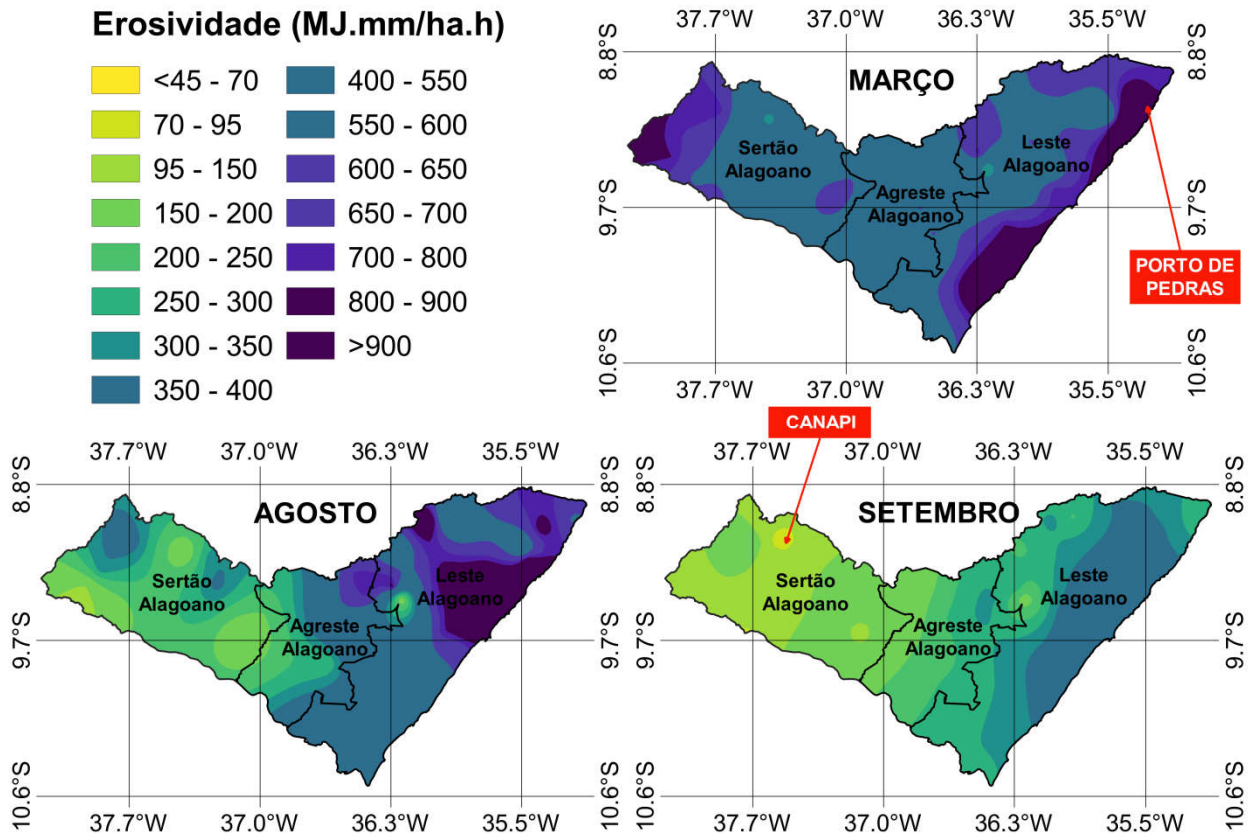 Erosividade (MJ.mm/ha.h)
<45 - 70
70 - 95
95 - 150
150 - 200
200 - 250
250 - 300
300 - 350
350 - 400
400 - 550
550 - 600
600 - 650
650 - 700
700 - 800
800 - 900
>900
37.7°W 37.0°W 36.3°W 35.5°W
8.8°S 8.8°S
MARÇO
Sertão
Alagoano
Leste
Alagoano
Agreste
Alagoano
9.7°S 9.7°S
PORTO DE
PEDRAS
10.6°S 10.6°S
37.7°W 37.0°W 36.3°W 35.5°W
37.7°W 37.0°W 36.3°W 35.5°W
8.8°S 8.8°S
AGOSTO
Sertão
Alagoano
Leste
Alagoano
Agreste
Alagoano
9.7°S 9.7°S
10.6°S 10.6°S
37.7°W 37.0°W 36.3°W 35.5°W
CANAPI
37.7°W 37.0°W 36.3°W 35.5°W
8.8°S
SETEMBRO
Sertão
Alagoano
Leste
Alagoano
Agreste
Alagoano
9.7°S
10.6°S
37.7°W 37.0°W 36.3°W 35.5°W